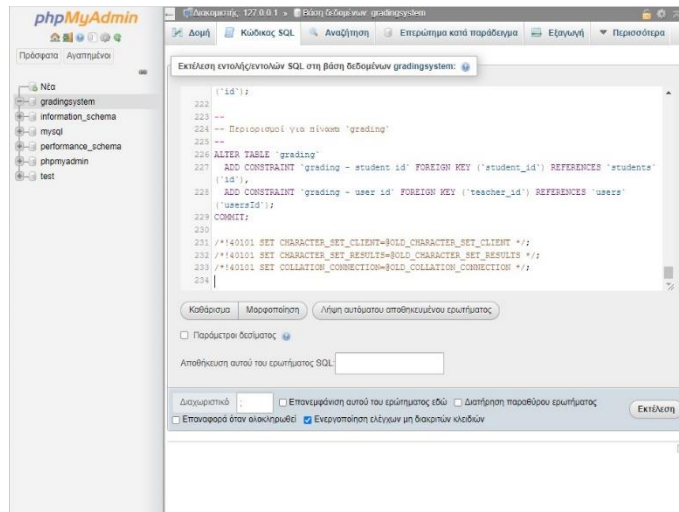 phpMyAdmin
Πρόσφατα Αγαπημένοι
Νέα
gradingsystem
information_schema
mysql
performance_schema
phpmyadmin
test
Διακομιστής: 127.0.0.1 » Βάση δεδομένων: gradingsystem
Δομή Κώδικας SQL Αναζήτηση Επερώτημα κατά παράδειγμα Εξαγωγή Περισσότερα
Εκτέλεση εντολής/εντολών SQL στη βάση δεδομένων gradingsystem:
(`id`);
222
223 --
224 -- Περιορισμοί για πίνακα `grading`
225 --
226 ALTER TABLE `grading`
227 ADD CONSTRAINT `grading - student id` FOREIGN KEY (`student_id`) REFERENCES `students`
(`id`),
228 ADD CONSTRAINT `grading - user id` FOREIGN KEY (`teacher_id`) REFERENCES `users`
(`usersId`);
229 COMMIT;
230
231 /*!40101 SET CHARACTER_SET_CLIENT=@OLD_CHARACTER_SET_CLIENT */;
232 /*!40101 SET CHARACTER_SET_RESULTS=@OLD_CHARACTER_SET_RESULTS */;
233 /*!40101 SET COLLATION_CONNECTION=@OLD_COLLATION_CONNECTION */;
234
Καθάρισμα Μορφοποίηση Λήψη αυτόματου αποθηκευμένου ερωτήματος
Παράμετροι δεσίματος
Αποθήκευση αυτού του ερωτήματος SQL:
Διαχωριστικό ; Επανεμφάνιση αυτού του ερώτηματος εδώ Διατήρηση παραθύρου ερωτήματος
Επαναφορά όταν ολοκληρωθεί Ενεργοποίηση ελέγχων μη διακριτών κλειδιών
Εκτέλεση